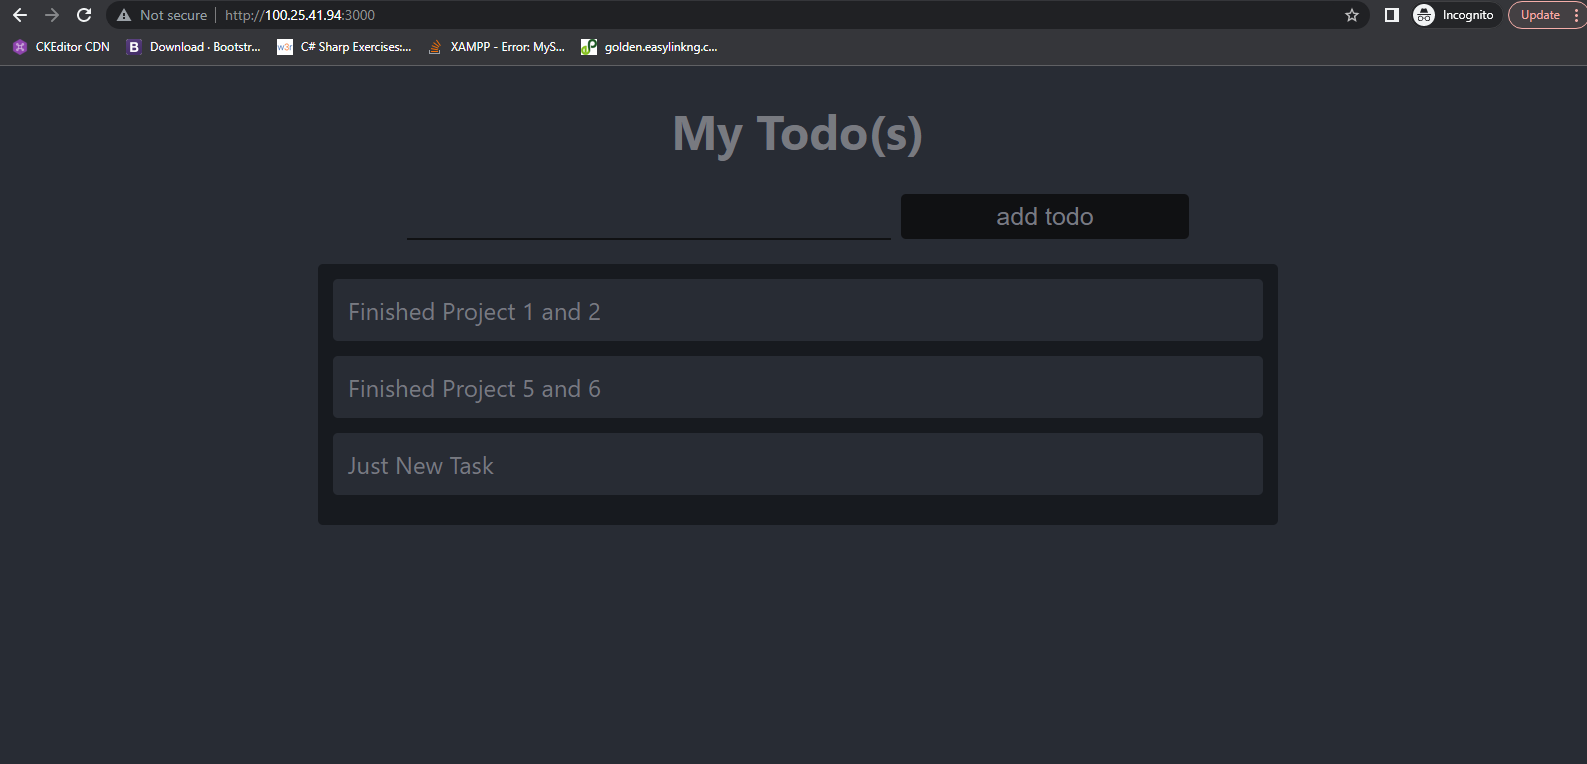 Not secure http://100.25.41.94:3000 Incognito Update
CKEditor CDN B Download · Bootstr... w3r C# Sharp Exercises:... XAMPP - Error: MyS... golden.easylinkng.c...
My Todo(s)
add todo
Finished Project 1 and 2
Finished Project 5 and 6
Just New Task